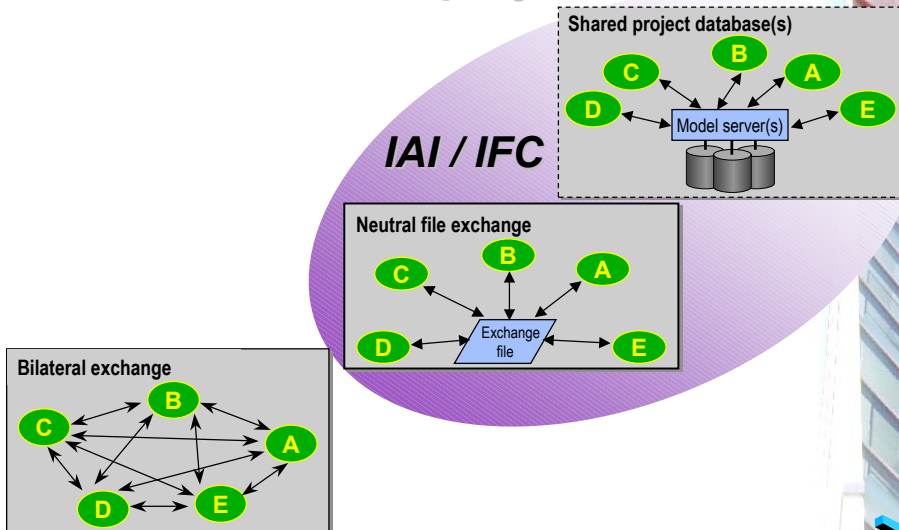 Shared project database(s)
B
C
A
D
E
Model server(s)
IAI / IFC
Neutral file exchange
B
C
A
Exchange
file
D
E
Bilateral exchange
B
C
A
D
E